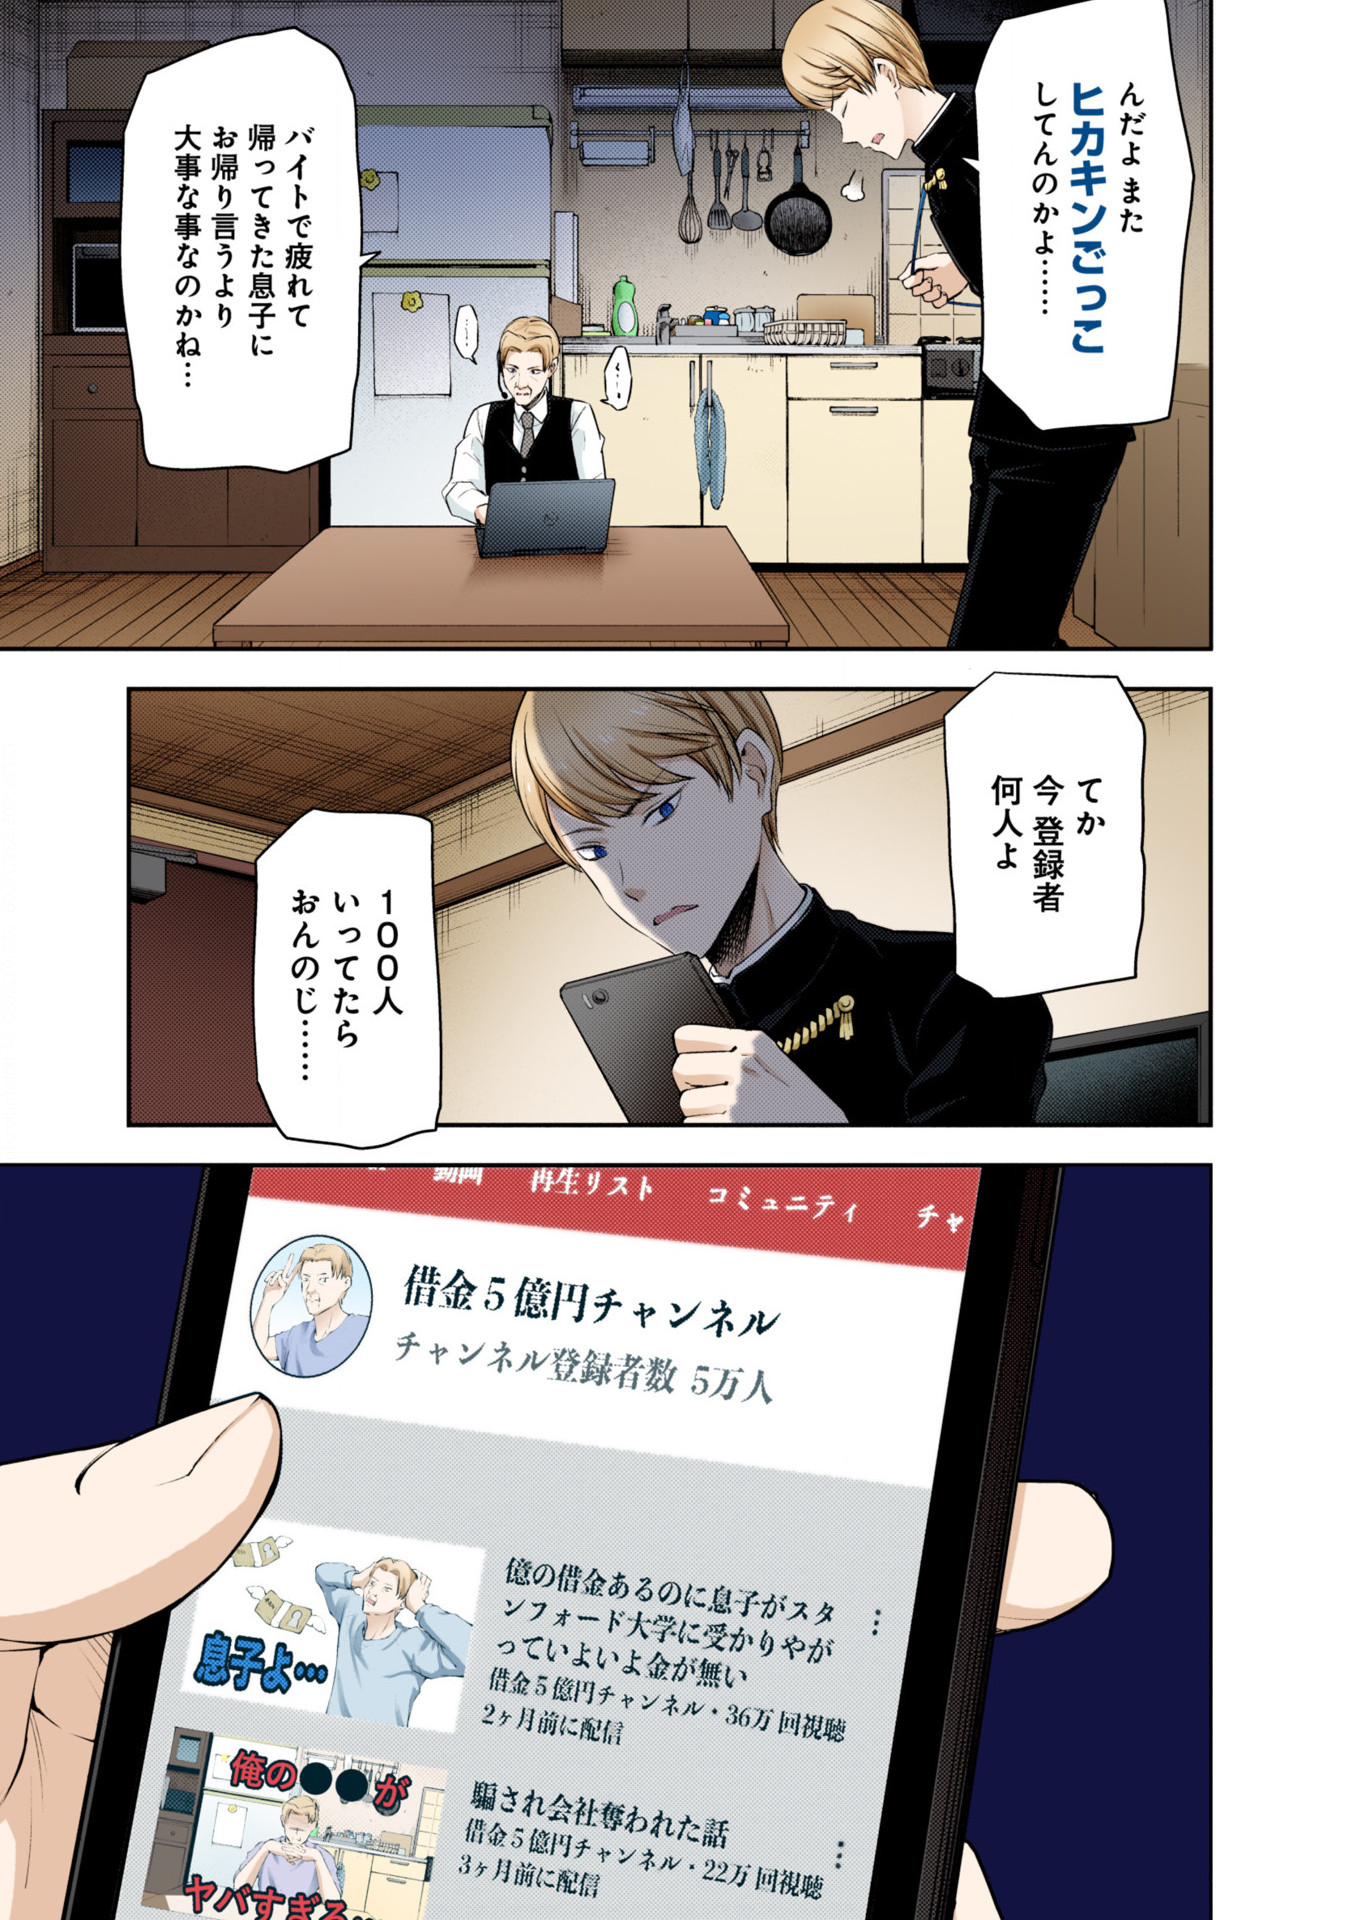 んだよ また
ヒカキンごっこ
してんのかよ……
バイトで疲れて
帰ってきた息子に
お帰り言うより
大事な事なのかね…
てか
今 登録者
何人よ
１００人
いってたら
おんのじ……
動画
再生リスト
コミュニティ
チャ
借金５億円チャンネル
チャンネル登録者数 5万人
息子よ…
億の借金あるのに息子がスタ
ンフォード大学に受かりやが
っていよいよ金が無い
借金５億円チャンネル・36万 回視聴
2ヶ月前に配信
俺の●●が
ヤバすぎる…
騙され会社奪われた話
借金５億円チャンネル・22万 回視聴
3ヶ月前に配信